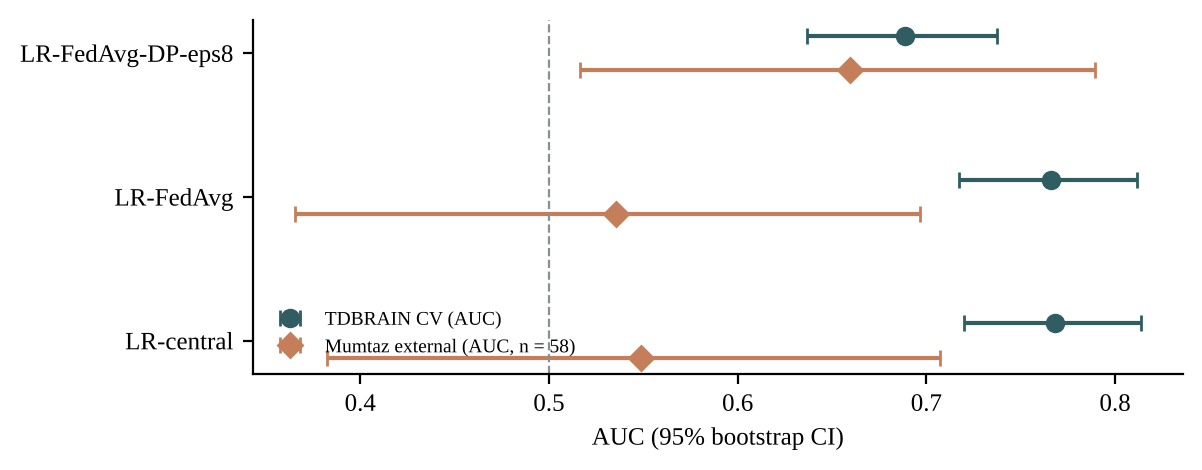 LR-FedAvg-DP-eps8
LR-FedAvg
LR-central
TDBRAIN CV (AUC)
Mumtaz external (AUC, n = 58)
0.4 0.5 0.6 0.7 0.8
AUC (95% bootstrap CI)